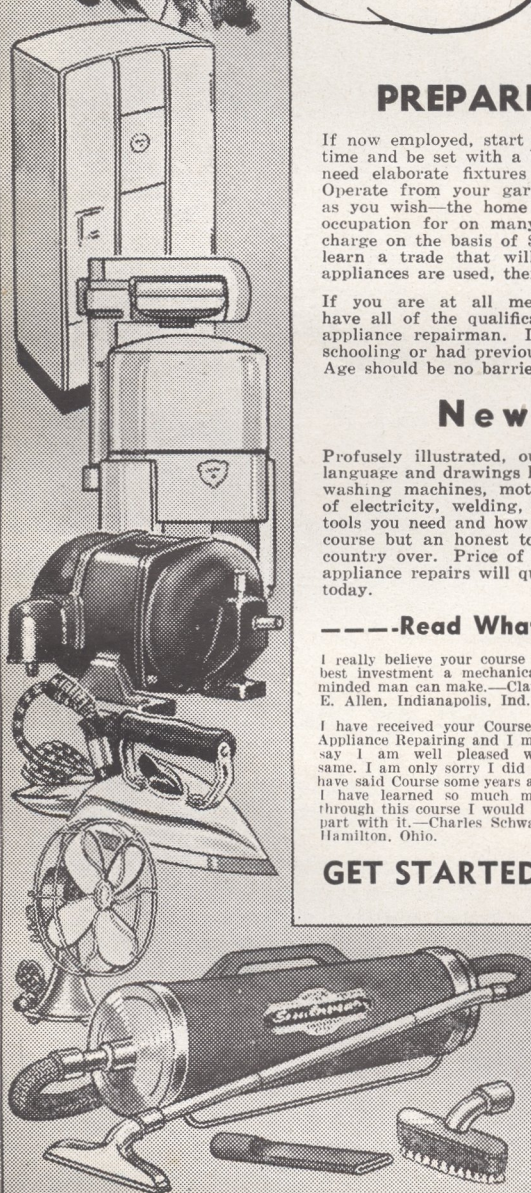 PREPAR
If now employed, start
time and be set with a
need elaborate fixtures
Operate from your gar
as you wish—the home
occupation for on many
charge on the basis of
learn a trade that wil
appliances are used, the
If you are at all me
have all of the qualifica
appliance repairman. I
schooling or had previou
Age should be no barrie
New
Profusely illustrated, ou
language and drawings
washing machines, mot
of electricity, welding,
tools you need and how
course but an honest to
country over. Price of
appliance repairs will qu
today.
----Read Wha
I really believe your course
best investment a mechanica
minded man can make.—Cla
E. Allen, Indianapolis, Ind.
I have received your Course
Appliance Repairing and I m
say I am well pleased w
same. I am only sorry I did
have said Course some years a
I have learned so much m
through this course I would
part with it.—Charles Schwa
Hamilton, Ohio.
GET STARTED